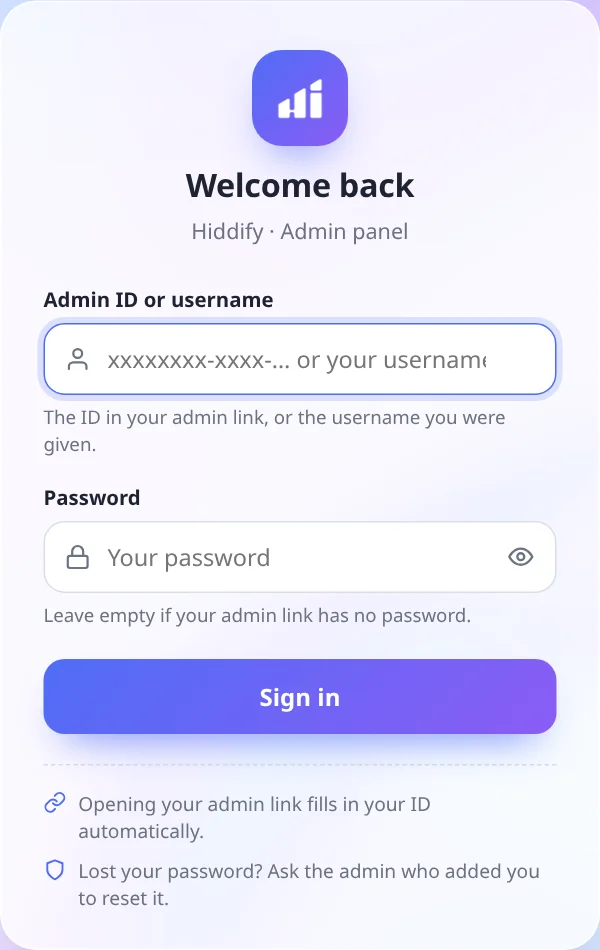 Welcome back
Hiddify · Admin panel
Admin ID or username
xxxxxxxx-xxxx-... or your username
The ID in your admin link, or the username you were
given.
Password
Your password
Leave empty if your admin link has no password.
Sign in
Opening your admin link fills in your ID
automatically.
Lost your password? Ask the admin who added you
to reset it.